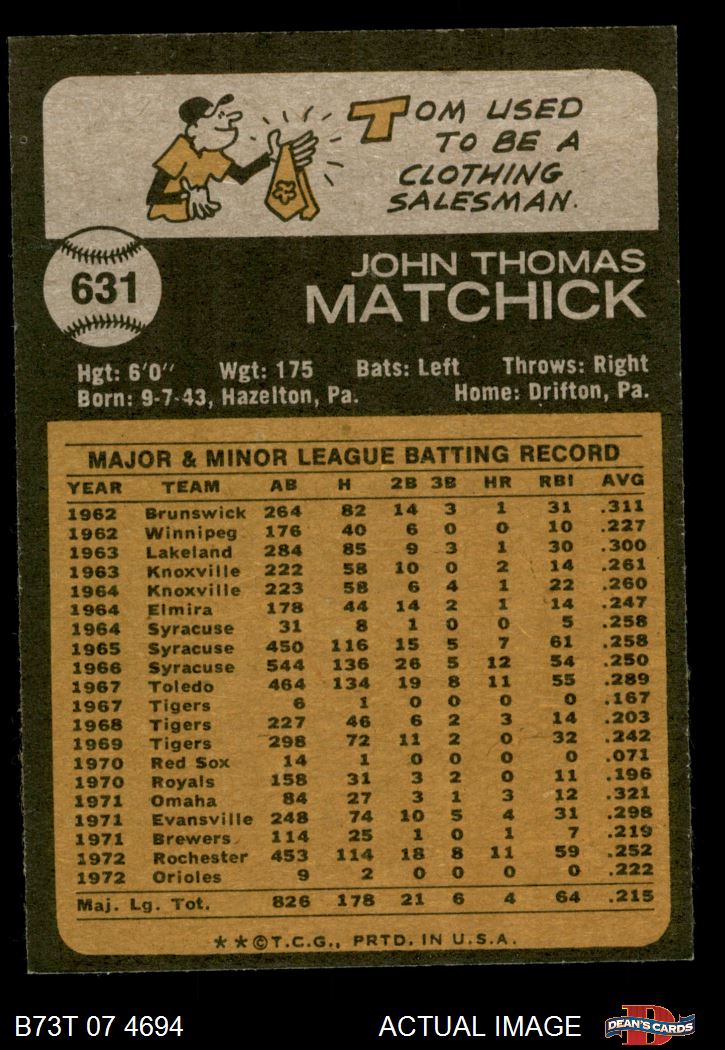 TOM USED
TO BE A
CLOTHING
SALESMAN.
631
JOHN THOMAS
MATCHICK
Hgt: 6'0" Wgt: 175 Bats: Left Throws: Right
Born: 9-7-43, Hazelton, Pa. Home: Drifton, Pa.
MAJOR & MINOR LEAGUE BATTING RECORD
YEAR TEAM AB H 2B 3B HR RBI AVG
1962 Brunswick 264 82 14 3 1 31 .311
1962 Winnipeg 176 40 6 0 0 10 .227
1963 Lakeland 284 85 9 3 1 30 .300
1963 Knoxville 222 58 10 0 2 14 .261
1964 Knoxville 223 58 6 4 1 22 .260
1964 Elmira 178 44 14 2 1 14 .247
1964 Syracuse 31 8 1 0 0 5 .258
1965 Syracuse 450 116 15 5 7 61 .258
1966 Syracuse 544 136 26 5 12 54 .250
1967 Toledo 464 134 19 8 11 55 .289
1967 Tigers 6 1 0 0 0 0 .167
1968 Tigers 227 46 6 2 3 14 .203
1969 Tigers 298 72 11 2 0 32 .242
1970 Red Sox 14 1 0 0 0 0 .071
1970 Royals 158 31 3 2 0 11 .196
1971 Omaha 84 27 3 1 3 12 .321
1971 Evansville 248 74 10 5 4 31 .298
1971 Brewers 114 25 1 0 1 7 .219
1972 Rochester 453 114 18 8 11 59 .252
1972 Orioles 9 2 0 0 0 0 .222
Maj. Lg. Tot. 826 178 21 6 4 64 .215
**©T.C.G., PRTD. IN U.S.A.
B73T 07 4694 ACTUAL IMAGE DEAN'S CARDS